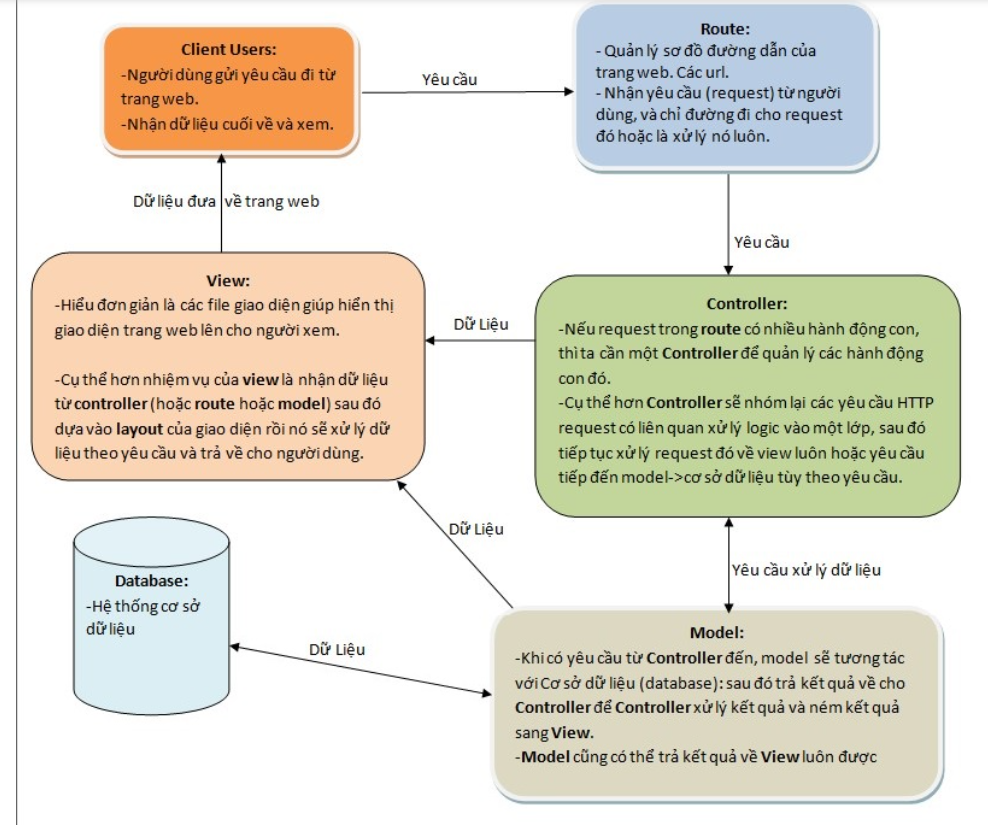 Client Users:
-Người dùng gửi yêu cầu đi từ
trang web.
-Nhận dữ liệu cuối về và xem.
Yêu cầu
Route:
- Quản lý sơ đồ đường dẫn của
trang web. Các url.
- Nhận yêu cầu (request) từ người
dùng, và chỉ đường đi cho request
đó hoặc là xử lý nó luôn.
Dữ liệu đưa về trang web
Yêu cầu
View:
-Hiểu đơn giản là các file giao diện giúp hiển thị
giao diện trang web lên cho người xem.
-Cụ thể hơn nhiệm vụ của view là nhận dữ liệu
từ controller (hoặc route hoặc model) sau đó
dựa vào layout của giao diện rồi nó sẽ xử lý dữ
liệu theo yêu cầu và trả về cho người dùng.
Dữ Liệu
Controller:
-Nếu request trong route có nhiều hành động con,
thì ta cần một Controller để quản lý các hành động
con đó.
-Cụ thể hơn Controller sẽ nhóm lại các yêu cầu HTTP
request có liên quan xử lý logic vào một lớp, sau đó
tiếp tục xử lý request đó về view luôn hoặc yêu cầu
tiếp đến model->cơ sở dữ liệu tùy theo yêu cầu.
Dữ Liệu
Yêu cầu xử lý dữ liệu
Database:
-Hệ thống cơ sở
dữ liệu
Dữ Liệu
Model:
-Khi có yêu cầu từ Controller đến, model sẽ tương tác
với Cơ sở dữ liệu (database): sau đó trả kết quả về cho
Controller để Controller xử lý kết quả và ném kết quả
sang View.
-Model cũng có thể trả kết quả về View luôn được